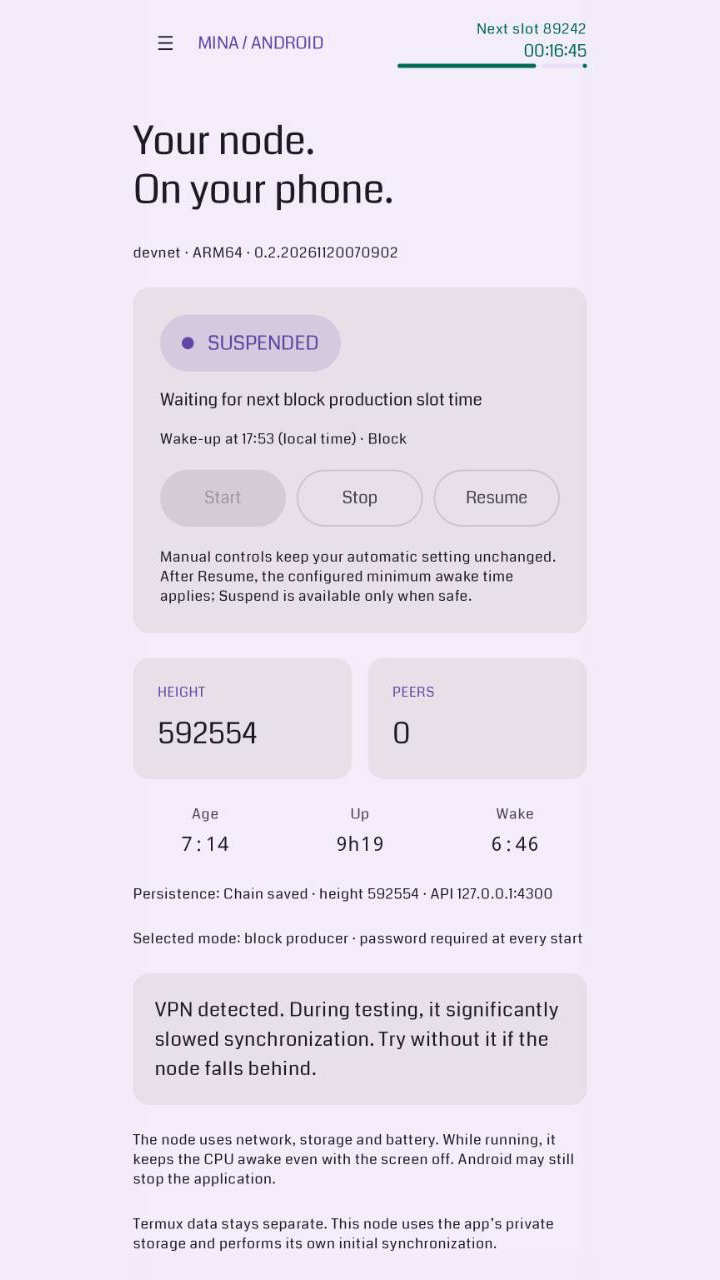 ☰ MINA / ANDROID
Next slot 89242
00:16:45
Your node.
On your phone.
devnet · ARM64 · 0.2.20261120070902
SUSPENDED
Waiting for next block production slot time
Wake-up at 17:53 (local time) · Block
Start Stop Resume
Manual controls keep your automatic setting unchanged.
After Resume, the configured minimum awake time
applies; Suspend is available only when safe.
HEIGHT PEERS
592554 0
Age Up Wake
7:14 9h19 6:46
Persistence: Chain saved · height 592554 · API 127.0.0.1:4300
Selected mode: block producer · password required at every start
VPN detected. During testing, it significantly
slowed synchronization. Try without it if the
node falls behind.
The node uses network, storage and battery. While running, it
keeps the CPU awake even with the screen off. Android may still
stop the application.
Termux data stays separate. This node uses the app's private
storage and performs its own initial synchronization.